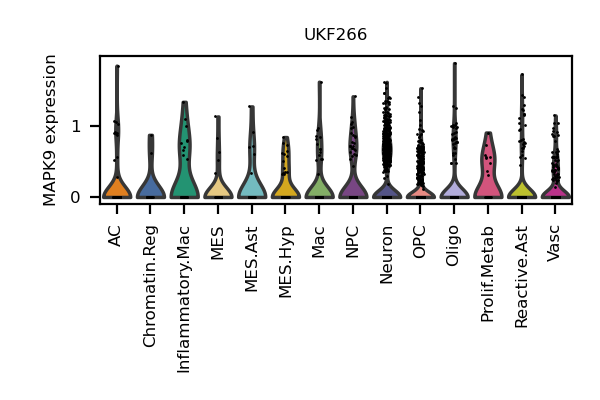 UKF266
MAPK9 expression
1
0
AC
Chromatin.Reg
Inflammatory.Mac
MES
MES.Ast
MES.Hyp
Mac
NPC
Neuron
OPC
Oligo
Prolif.Metab
Reactive.Ast
Vasc